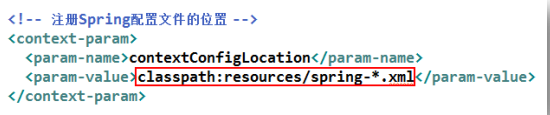 <!-- 注册Spring配置文件的位置 -->
<context-param>
<param-name>contextConfigLocation</param-name>
<param-value>classpath:resources/spring-*.xml</param-value>
</context-param>